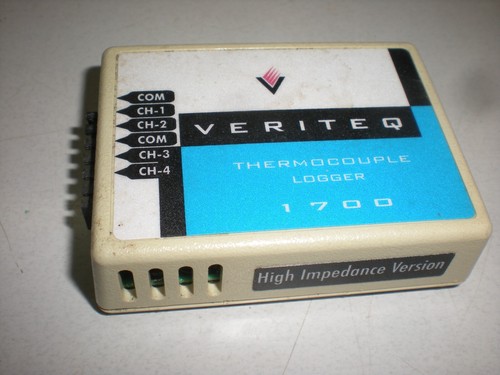 COM
CH-1
CH-2
COM
CH-3
CH-4
VERITEQ
THERMOCOUPLE
LOGGER
1700
High Impedance Version